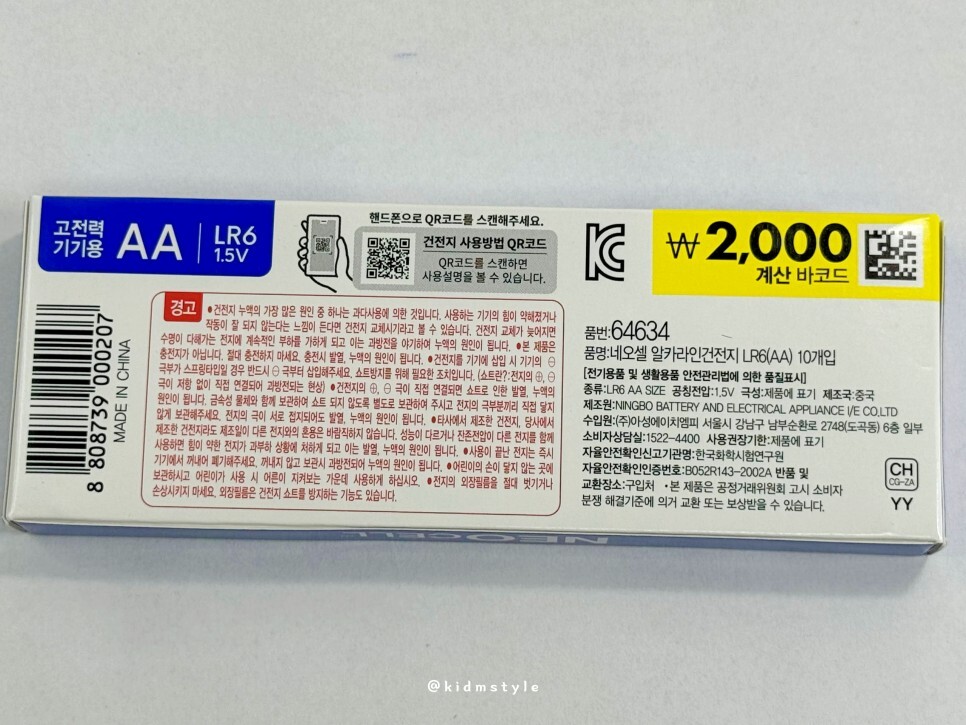 고전력
기기용
AA
LR6
1.5V
핸드폰으로 QR코드를 스캔해주세요.
건전지 사용방법 QR코드
QR코드를 스캔하면
사용설명을 볼 수 있습니다.
₩2,000
계산 바코드
8 808739 000207
MADE IN CHINA
경고
•건전지 누액의 가장 많은 원인 중 하나는 과다사용에 의한 것입니다. 사용하는 기기의 힘이 약해졌거나
작동이 잘 되지 않는다는 느낌이 든다면 건전지 교체시기라고 볼 수 있습니다. 건전지 교체가 늦어지면
수명이 다해가는 전지에 계속적인 부하를 가하게 되고 이는 과방전을 야기하여 누액의 원인이 됩니다. •본 제품은
충전지가 아닙니다. 절대 충전하지 마세요. 충전시 발열, 누액의 원인이 됩니다. •건전지를 기기에 삽입 시 기기의 ⊖
극부가 스프링타입일 경우 반드시 ⊖ 극부터 삽입해주세요. 쇼트방지를 위해 필요한 조치입니다. (쇼트란?:전지의 ⊕, ⊖
극이 저항 없이 직접 연결되어 과방전되는 현상) •건전지의 ⊕, ⊖ 극이 직접 연결되면 쇼트로 인한 발열, 누액의
원인이 됩니다. 금속성 물체와 함께 보관하여 쇼트 되지 않도록 별도로 보관하여 주시고 전지의 극부분끼리 직접 닿지
않게 보관해주세요. 전지의 극이 서로 접지되어도 발열, 누액의 원인이 됩니다. •타사에서 제조한 건전지, 당사에서
제조한 건전지라도 제조일이 다른 전지와의 혼용은 바람직하지 않습니다. 성능이 다르거나 잔존전압이 다른 전지를 함께
사용하면 힘이 약한 전지가 과부하 상황에 처하게 되고 이는 발열, 누액의 원인이 됩니다. •사용이 끝난 전지는 즉시
기기에서 꺼내어 폐기해주세요. 꺼내지 않고 보관시 과방전되어 누액의 원인이 됩니다. •어린이의 손이 닿지 않는 곳에
보관하시고 어린이가 사용 시 어른이 지켜보는 가운데 사용하게 하십시오. •전지의 외장필름을 절대 벗기거나
손상시키지 마세요. 외장필름은 건전지 쇼트를 방지하는 기능도 있습니다.
품번:64634
품명:네오셀 알카라인건전지 LR6(AA) 10개입
[전기용품 및 생활용품 안전관리법에 의한 품질표시]
종류:LR6 AA SIZE 공칭전압:1.5V 극성:제품에 표기 제조국:중국
제조원:NINGBO BATTERY AND ELECTRICAL APPLIANCE I/E CO.,LTD
수입원:(주)아성에이치엠피 서울시 강남구 남부순환로 2748(도곡동) 6층 일부
소비자상담실:1522-4400 사용권장기한:제품에 표기
자율안전확인신고기관명:한국화학시험연구원
자율안전확인인증번호:B052R143-2002A 반품 및
교환장소:구입처 •본 제품은 공정거래위원회 고시 소비자
분쟁 해결기준에 의거 교환 또는 보상받을 수 있습니다.
CH
CG-ZA
YY
NEOCELL
@kidmstyle